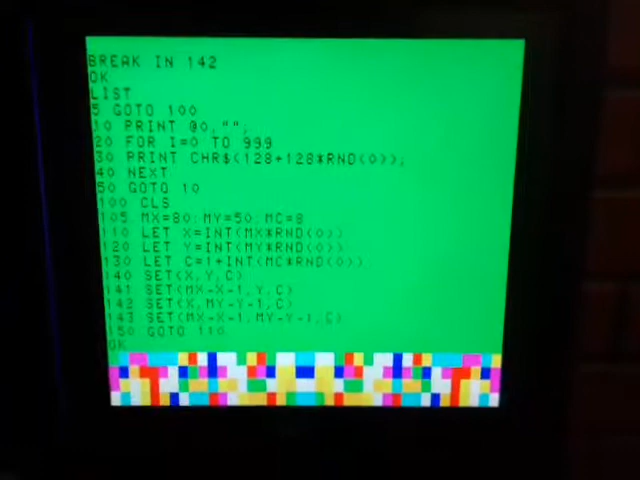 BREAK IN 142
OK
LIST
5 GOTO 100
10 PRINT @0,"";
20 FOR I=0 TO 999
30 PRINT CHR$(128+128*RND(0));
40 NEXT
50 GOTO 10
100 CLS
105 MX=80: MY=50: MC=8
110 LET X=INT(MX*RND(0))
120 LET Y=INT(MY*RND(0))
130 LET C=1+INT(MC*RND(0))
140 SET(X,Y,C)
141 SET(MX-X-1,Y,C)
142 SET(X,MY-Y-1,C)
143 SET(MX-X-1,MY-Y-1,C)
150 GOTO 110
OK